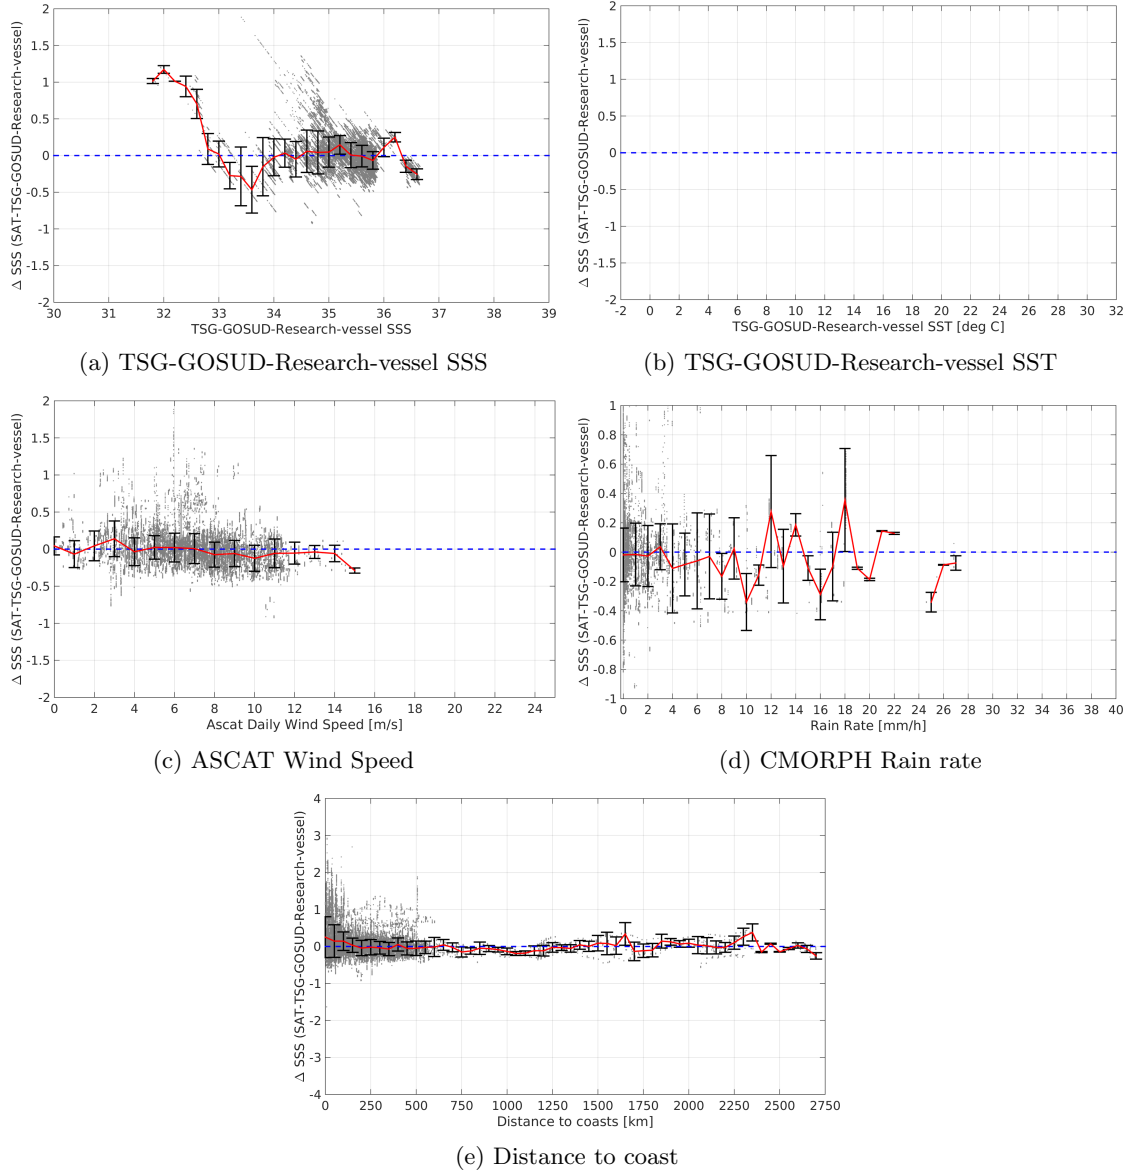 Δ SSS (SAT-TSG-GOSUD-Research-vessel)
2
1.5
1
0.5
0
-0.5
-1
-1.5
-2
30 31 32 33 34 35 36 37 38 39
TSG-GOSUD-Research-vessel SSS
(a) TSG-GOSUD-Research-vessel SSS
Δ SSS (SAT-TSG-GOSUD-Research-vessel)
2
1.5
1
0.5
0
-0.5
-1
-1.5
-2
-2 0 2 4 6 8 10 12 14 16 18 20 22 24 26 28 30 32
TSG-GOSUD-Research-vessel SST [deg C]
(b) TSG-GOSUD-Research-vessel SST
Δ SSS (SAT-TSG-GOSUD-Research-vessel)
2
1.5
1
0.5
0
-0.5
-1
-1.5
-2
0 2 4 6 8 10 12 14 16 18 20 22 24
Ascat Daily Wind Speed [m/s]
(c) ASCAT Wind Speed
Δ SSS (SAT-TSG-GOSUD-Research-vessel)
1
0.8
0.6
0.4
0.2
0
-0.2
-0.4
-0.6
-0.8
-1
0 2 4 6 8 10 12 14 16 18 20 22 24 26 28 30 32 34 36 38 40
Rain Rate [mm/h]
(d) CMORPH Rain rate
Δ SSS (SAT-TSG-GOSUD-Research-vessel)
4
3
2
1
0
-1
-2
-3
-4
0 250 500 750 1000 1250 1500 1750 2000 2250 2500 2750
Distance to coasts [km]
(e) Distance to coast